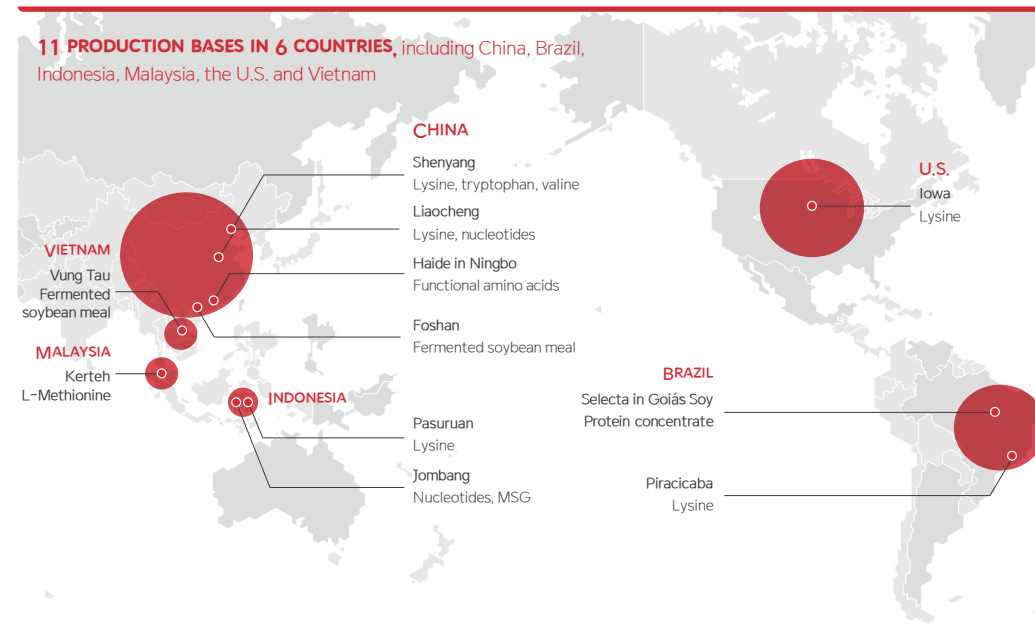 11 PRODUCTION BASES IN 6 COUNTRIES, including China, Brazil,
Indonesia, Malaysia, the U.S. and Vietnam
CHINA
Shenyang
Lysine, tryptophan, valine
Liaocheng
Lysine, nucleotides
Haide in Ningbo
Functional amino acids
Foshan
Fermented soybean meal
VIETNAM
Vung Tau
Fermented
soybean meal
MALAYSIA
Kerteh
L-Methionine
INDONESIA
Pasuruan
Lysine
Jombang
Nucleotides, MSG
U.S.
Iowa
Lysine
BRAZIL
Selecta in Goiás Soy
Protein concentrate
Piracicaba
Lysine